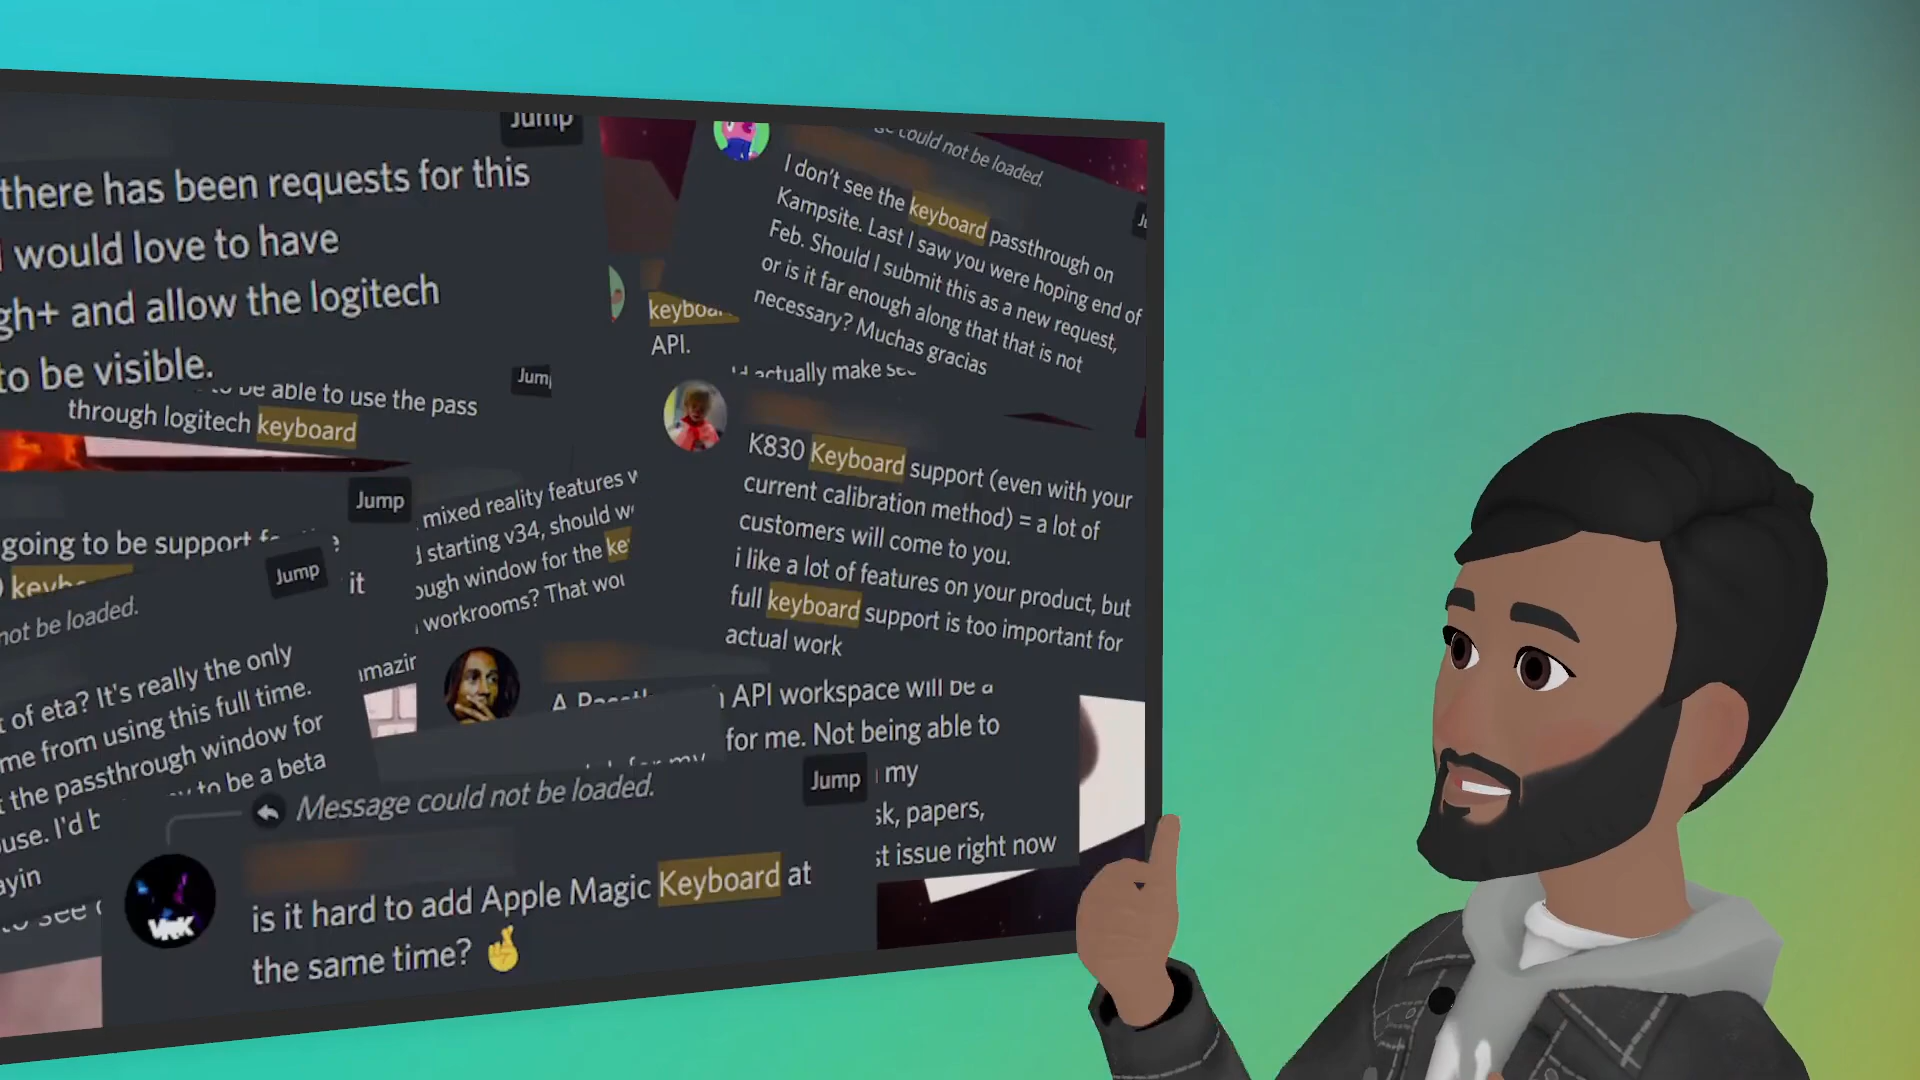 Jump
there has been requests for this
I would love to have
gh+ and allow the logitech
to be visible.
to be able to use the pass
through logitech keyboard
Jump
going to be support
it
Jump
not be loaded.
of eta? It's really the only
me from using this full time.
the passthrough window for
to be a beta
use. I'd
Jump
mixed reality features
starting v34, should
ough window for the
workrooms? That
keyboard
API.
could not be loaded.
I don't see the keyboard passthrough on
Kampsite. Last I saw you were hoping end of
Feb. Should I submit this as a new request,
or is it far enough along that that is not
necessary? Muchas gracias
actually make
K830 Keyboard support (even with your
current calibration method) = a lot of
customers will come to you.
i like a lot of features on your product, but
full keyboard support is too important for
actual work
A
API workspace will be a
for me. Not being able to
my
sk, papers,
st issue right now
Message could not be loaded.
Jump
VNK
is it hard to add Apple Magic Keyboard at
the same time? 🤞